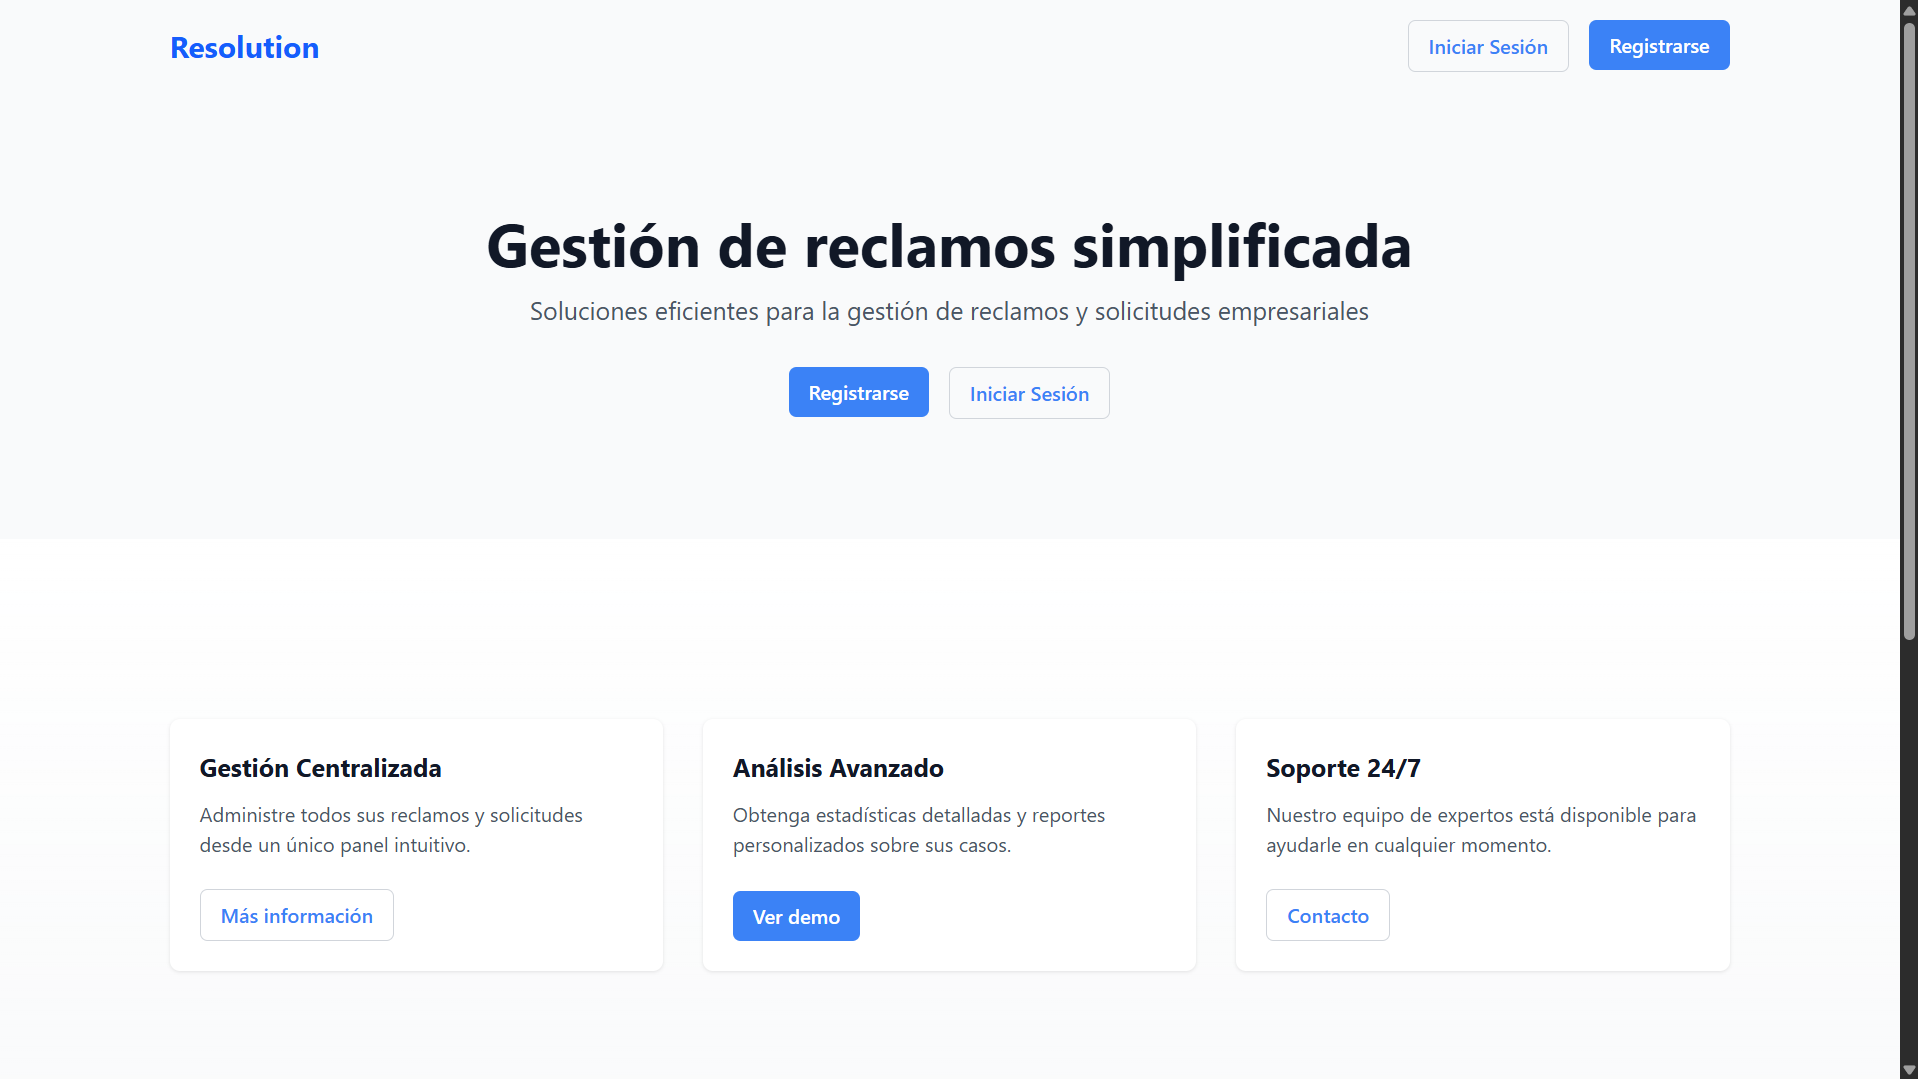 Resolution
Iniciar Sesión
Registrarse
Gestión de reclamos simplificada
Soluciones eficientes para la gestión de reclamos y solicitudes empresariales
Registrarse
Iniciar Sesión
Gestión Centralizada
Administre todos sus reclamos y solicitudes
desde un único panel intuitivo.
Más información
Análisis Avanzado
Obtenga estadísticas detalladas y reportes
personalizados sobre sus casos.
Ver demo
Soporte 24/7
Nuestro equipo de expertos está disponible para
ayudarle en cualquier momento.
Contacto